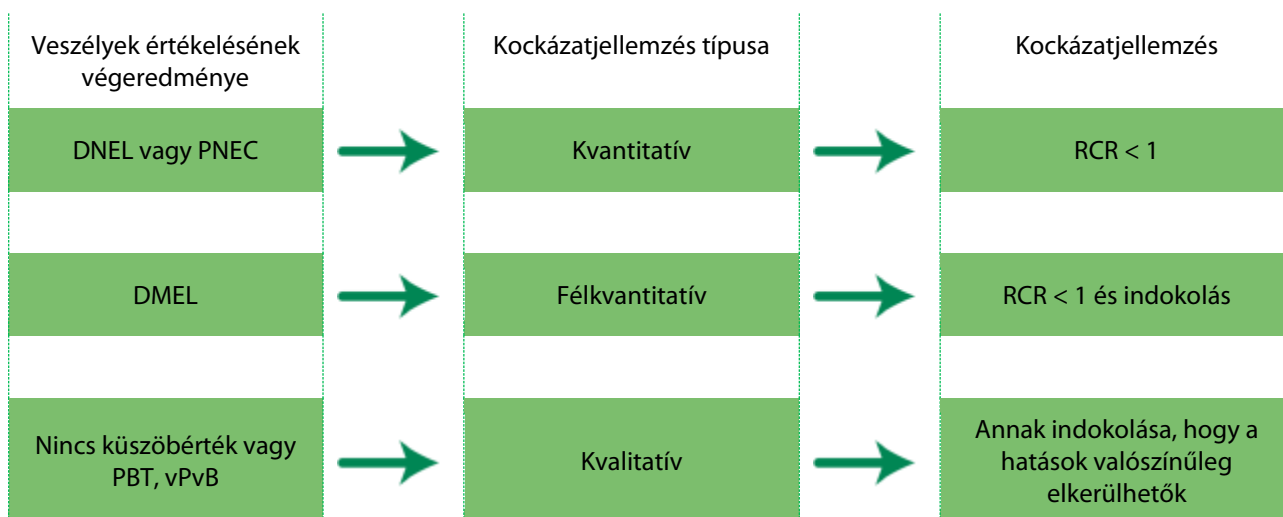 Veszélyek értékelésének
végeredménye
Kockázatjellemzés típusa
Kockázatjellemzés
DNEL vagy PNEC
Kvantitatív
RCR < 1
DMEL
Félkvantitatív
RCR < 1 és indokolás
Nincs küszöbérték vagy
PBT, vPvB
Kvalitatív
Annak indokolása, hogy a
hatások valószínűleg
elkerülhetők